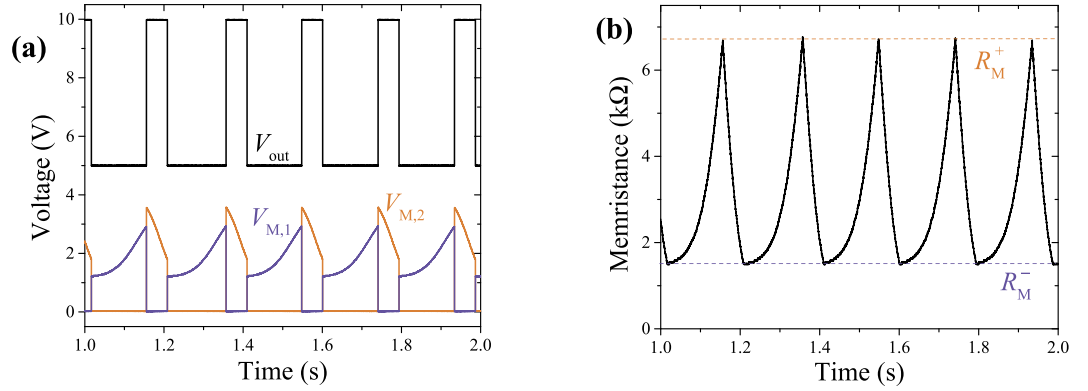 (a)
Voltage (V)
10
8
6
4
2
0
V_out
V_M,1
V_M,2
1.0 1.2 1.4 1.6 1.8 2.0
Time (s)
(b)
Memristance (kΩ)
6
4
2
0
R_M^+
R_M^−
1.0 1.2 1.4 1.6 1.8 2.0
Time (s)